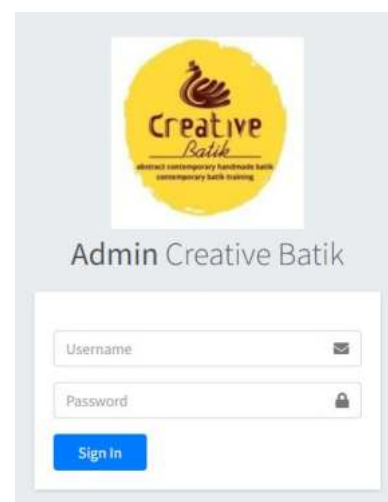 Creative
Batik
abstract contemporary handmade batik
contemporary batik training
Admin Creative Batik
Username
Password
Sign In